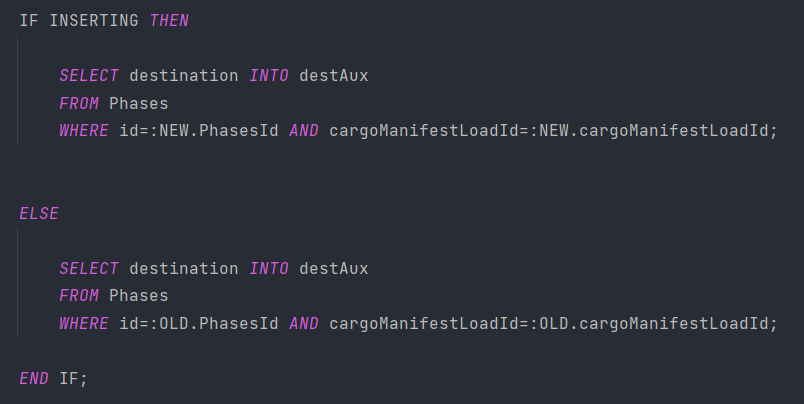 IF INSERTING THEN
SELECT destination INTO destAux
FROM Phases
WHERE id=:NEW.PhasesId AND cargoManifestLoadId=:NEW.cargoManifestLoadId;
ELSE
SELECT destination INTO destAux
FROM Phases
WHERE id=:OLD.PhasesId AND cargoManifestLoadId=:OLD.cargoManifestLoadId;
END IF;